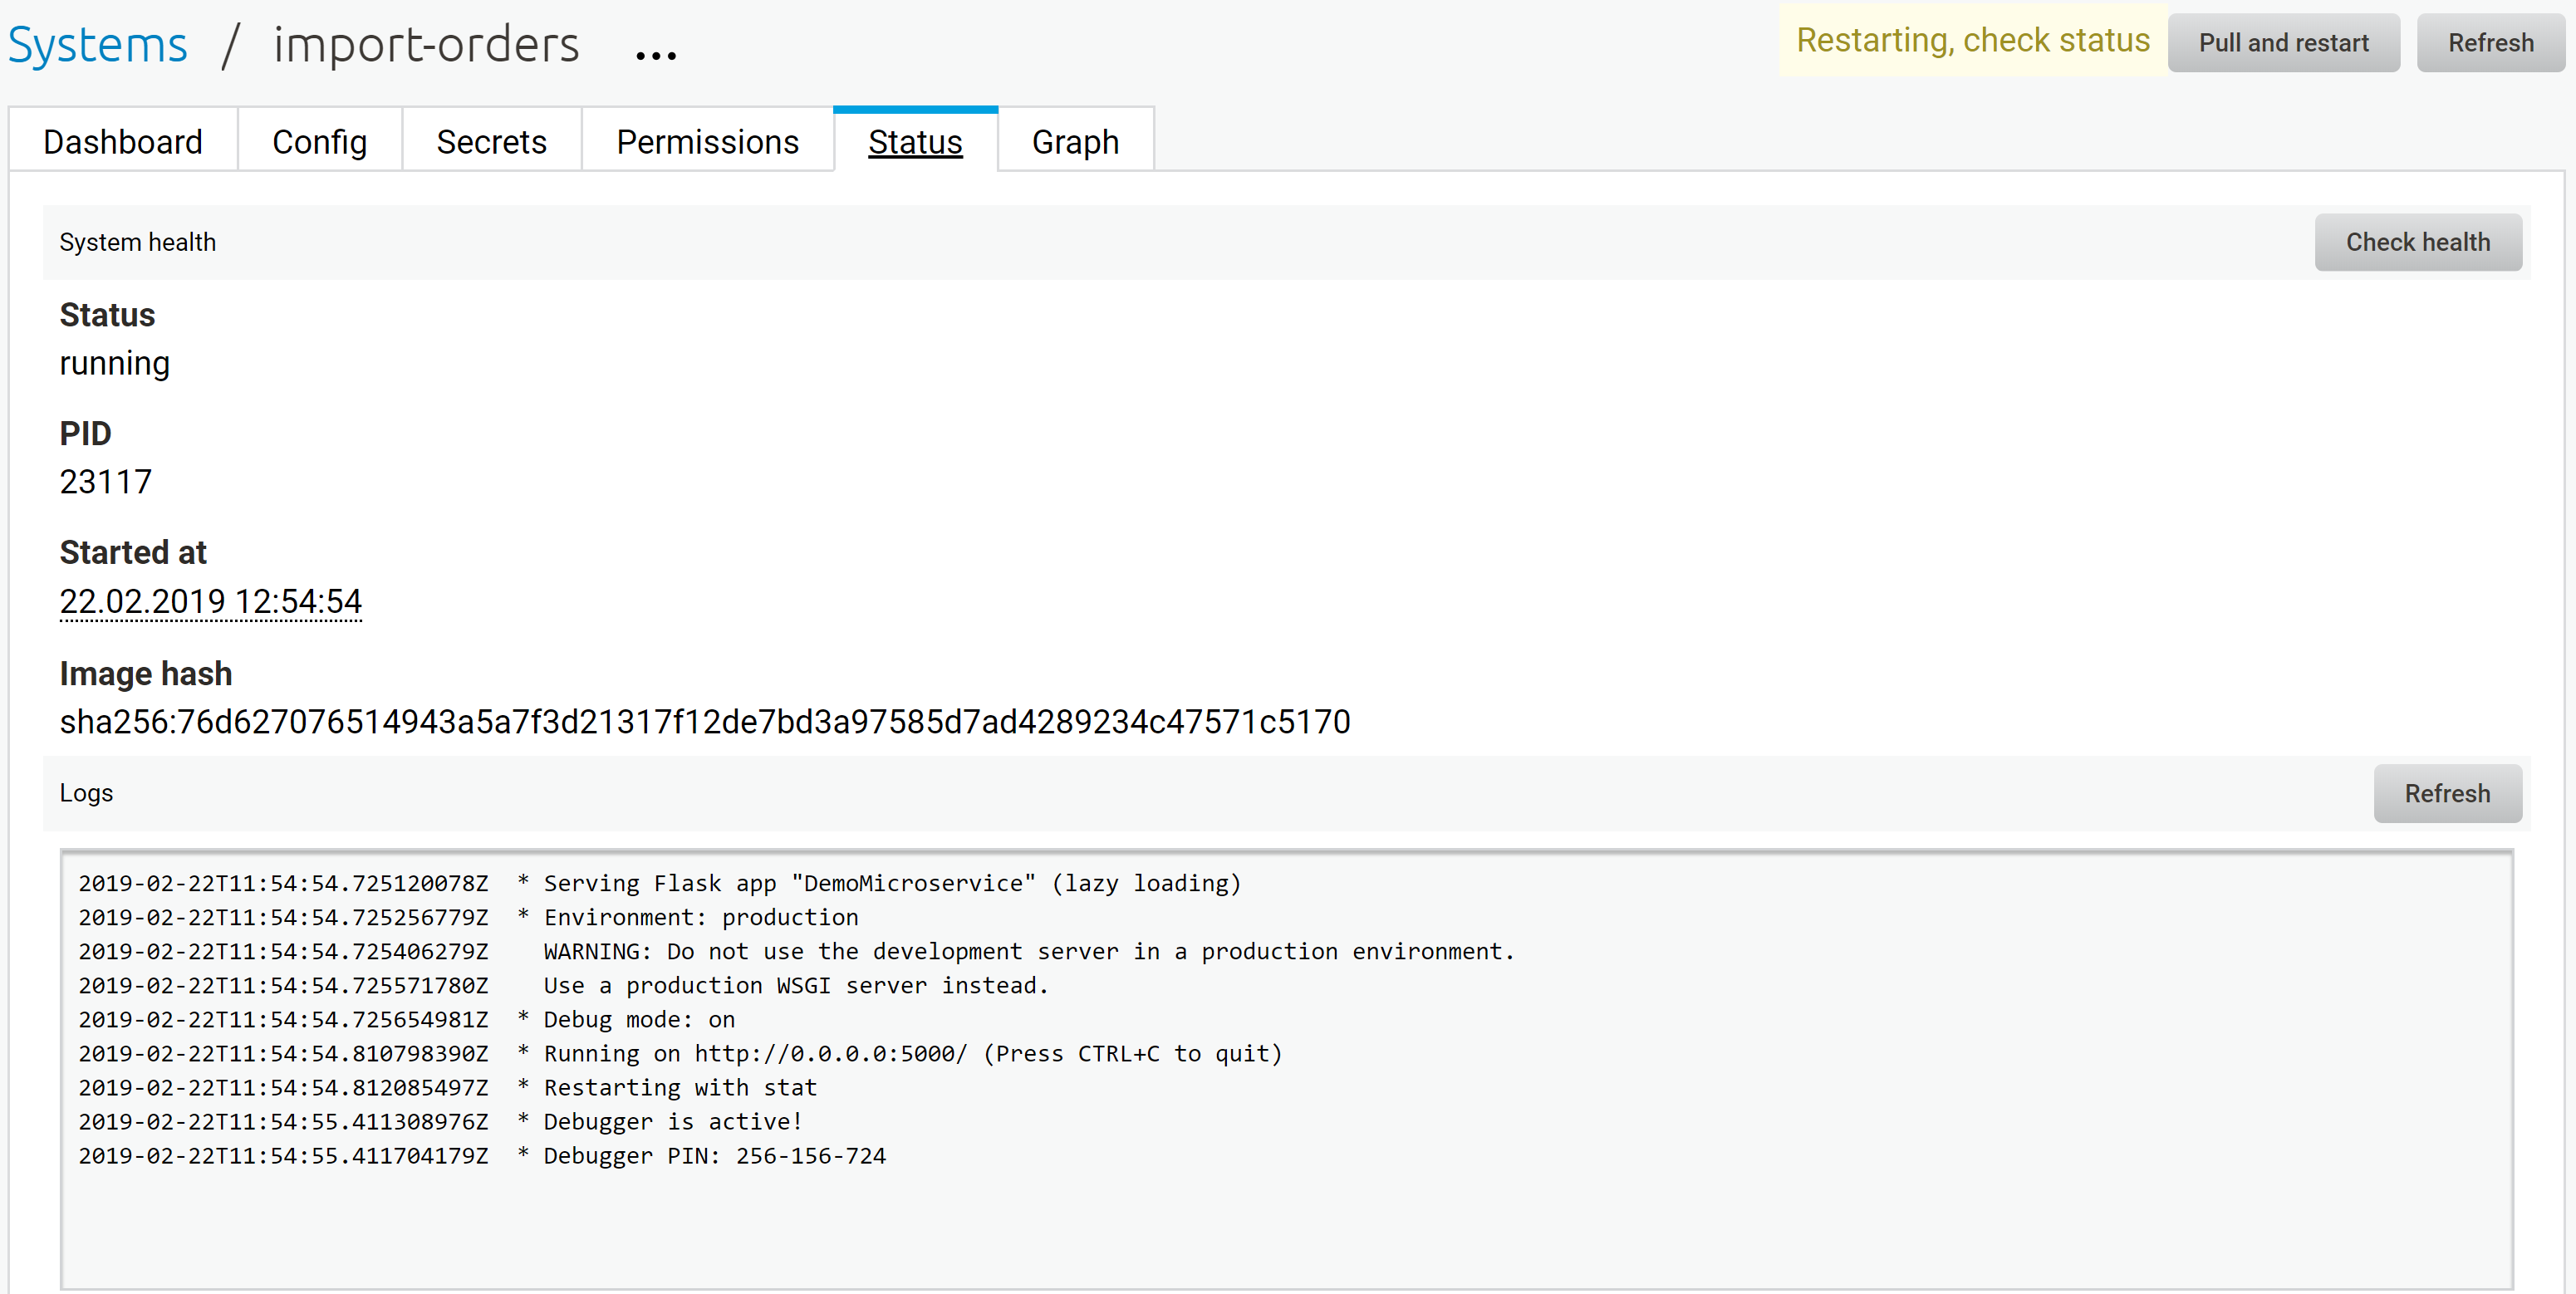 Systems / import-orders ...
Restarting, check status
Pull and restart
Refresh
Dashboard
Config
Secrets
Permissions
Status
Graph
System health
Check health
Status
running
PID
23117
Started at
22.02.2019 12:54:54
Image hash
sha256:76d627076514943a5a7f3d21317f12de7bd3a97585d7ad4289234c47571c5170
Logs
Refresh
2019-02-22T11:54:54.725120078Z  * Serving Flask app "DemoMicroservice" (lazy loading)
2019-02-22T11:54:54.725256779Z  * Environment: production
2019-02-22T11:54:54.725406279Z    WARNING: Do not use the development server in a production environment.
2019-02-22T11:54:54.725571780Z    Use a production WSGI server instead.
2019-02-22T11:54:54.725654981Z  * Debug mode: on
2019-02-22T11:54:54.810798390Z  * Running on http://0.0.0.0:5000/ (Press CTRL+C to quit)
2019-02-22T11:54:54.812085497Z  * Restarting with stat
2019-02-22T11:54:55.411308976Z  * Debugger is active!
2019-02-22T11:54:55.411704179Z  * Debugger PIN: 256-156-724